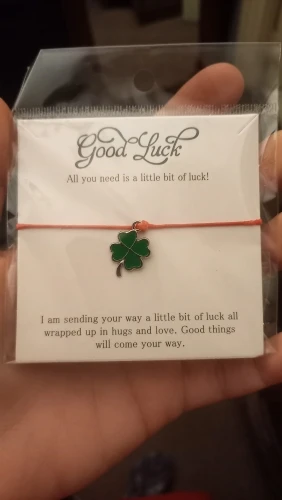 Good Luck
All you need is a little bit of luck!
I am sending your way a little bit of luck all
wrapped up in hugs and love. Good things
will come your way.